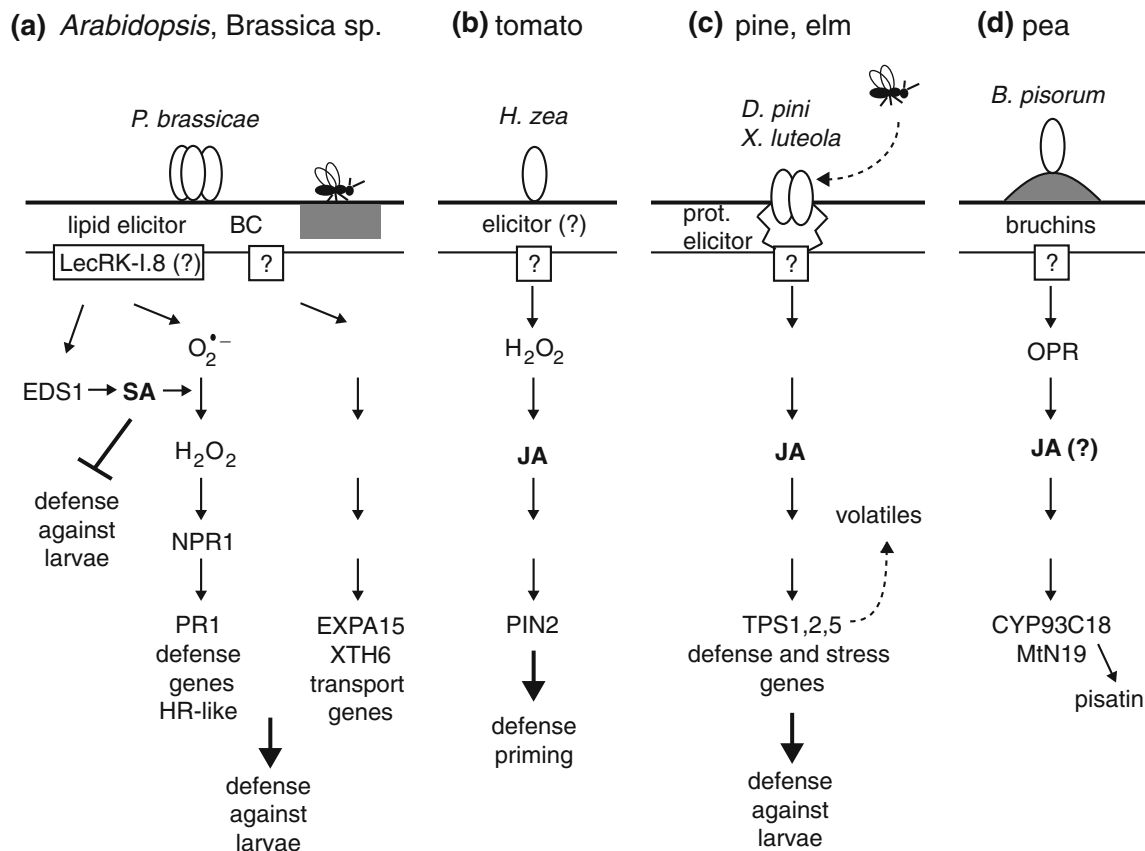 (a) Arabidopsis, Brassica sp.
P. brassicae
lipid elicitor
BC
LecRK-I.8 (?)
?
O2•−
EDS1
SA
H2O2
defense
against
larvae
NPR1
PR1
defense
genes
HR-like
EXPA15
XTH6
transport
genes
defense
against
larvae
(b) tomato
H. zea
elicitor (?)
?
H2O2
JA
PIN2
defense
priming
(c) pine, elm
D. pini
X. luteola
prot.
elicitor
?
JA
volatiles
TPS1,2,5
defense and stress
genes
defense
against
larvae
(d) pea
B. pisorum
bruchins
?
OPR
JA (?)
CYP93C18
MtN19
pisatin